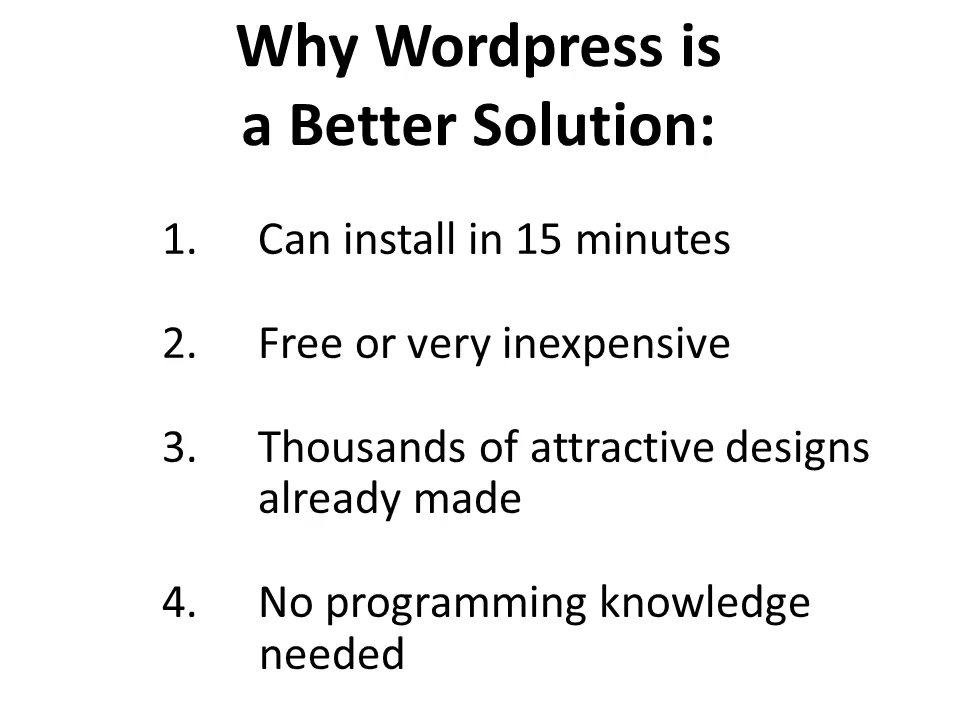 Why Wordpress is
a Better Solution:
1. Can install in 15 minutes
2. Free or very inexpensive
3. Thousands of attractive designs
already made
4. No programming knowledge
needed